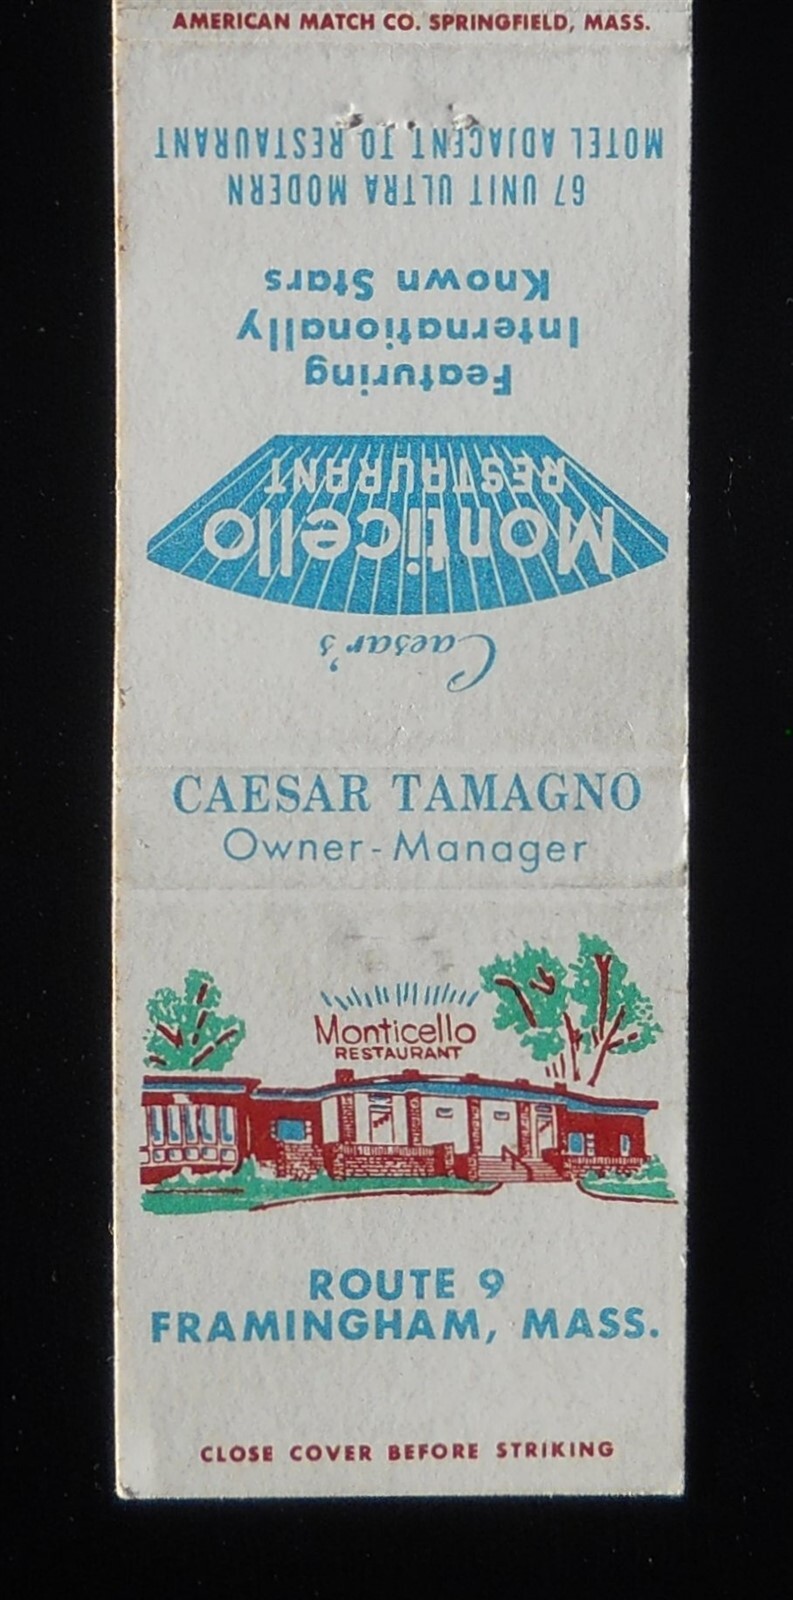 AMERICAN MATCH CO. SPRINGFIELD, MASS.
Caesar's
Monticello
RESTAURANT
Featuring
Internationally
Known Stars
67 UNIT ULTRA MODERN
MOTEL ADJACENT TO RESTAURANT
CAESAR TAMAGNO
Owner-Manager
Monticello
RESTAURANT
ROUTE 9
FRAMINGHAM, MASS.
CLOSE COVER BEFORE STRIKING